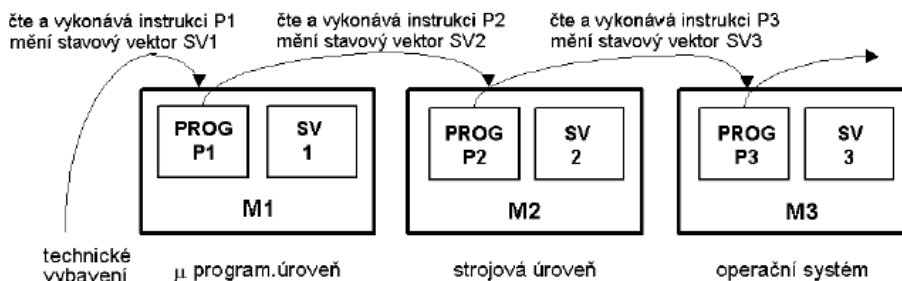 čte a vykonává instrukci P1
mění stavový vektor SV1
čte a vykonává instrukci P2
mění stavový vektor SV2
čte a vykonává instrukci P3
mění stavový vektor SV3
PROG
P1
SV
1
M1
PROG
P2
SV
2
M2
PROG
P3
SV
3
M3
technické
vybavení
μ program.úroveň
strojová úroveň
operační systém